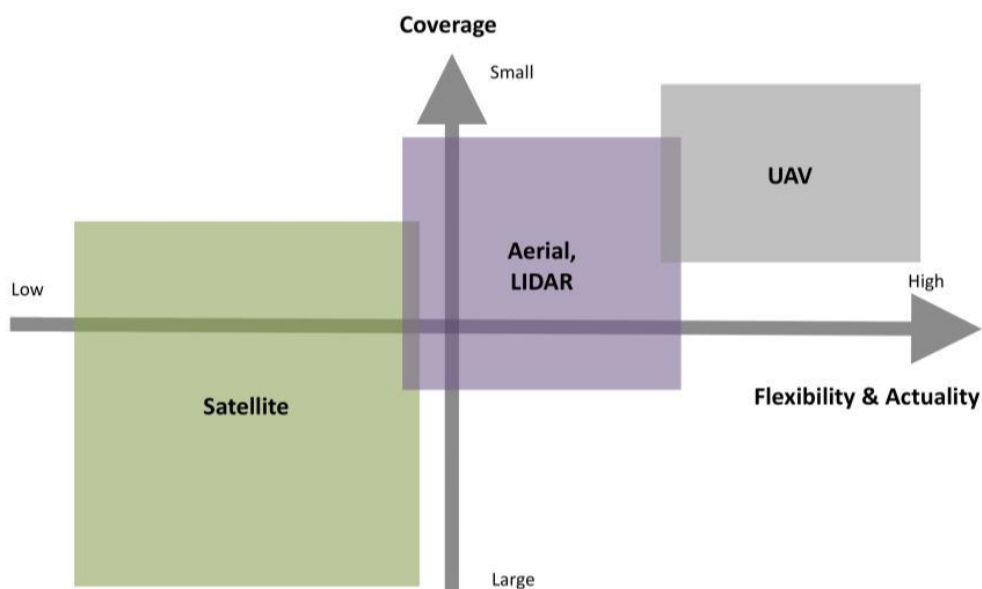 Coverage
Small
UAV
Aerial,
LIDAR
Low
High
Flexibility & Actuality
Satellite
Large